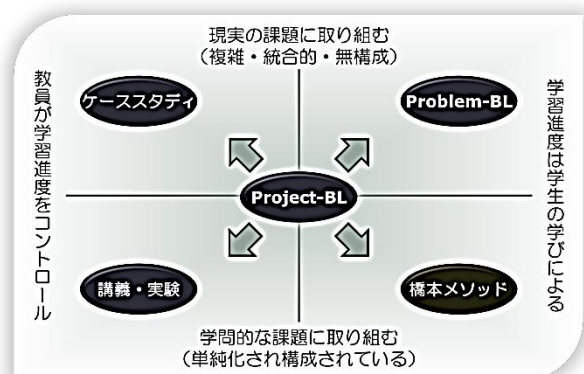 現実の課題に取り組む
(複雑・統合的・無構成)
教員が学習進度をコントロール
ケーススタディ
Problem-BL
学習進度は学生の学びによる
Project-BL
講義・実験
橋本メソッド
学問的な課題に取り組む
(単純化され構成されている)